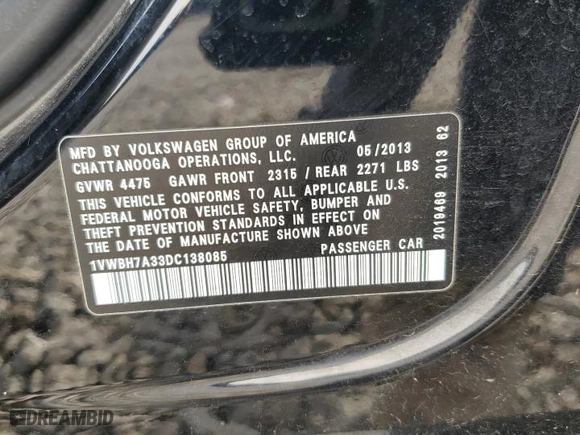 MFD. BY VOLKSWAGEN GROUP OF AMERICA
CHATTANOOGA OPERATIONS, LLC. 05/2013
GVWR 4475 GAWR FRONT 2315 / REAR 2271 LBS
THIS VEHICLE CONFORMS TO ALL APPLICABLE U.S.
FEDERAL MOTOR VEHICLE SAFETY, BUMPER AND
THEFT PREVENTION STANDARDS IN EFFECT ON
THE DATE OF MANUFACTURE SHOWN ABOVE
1VWBH7A33DC138085 PASSENGER CAR
2019469 2013 62
DREAMBID